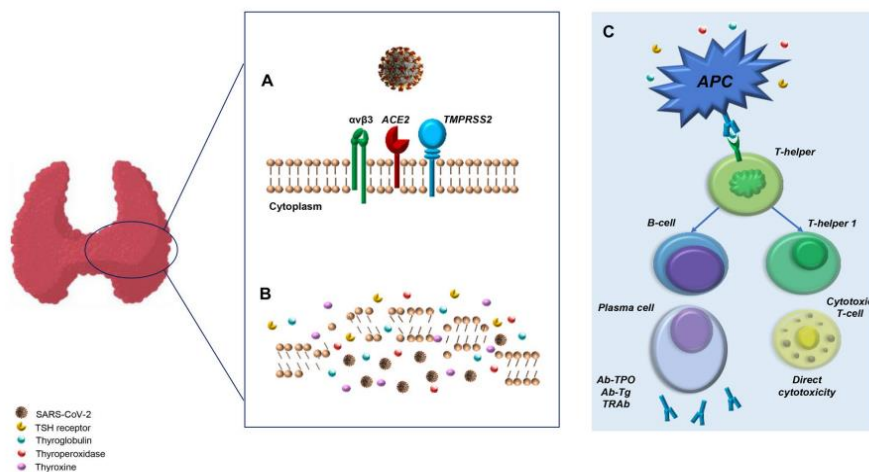 A
αvβ3
ACE2
TMPRSS2
Cytoplasm
B
SARS-CoV-2
TSH receptor
Thyroglobulin
Thyroperoxidase
Thyroxine
C
APC
T-helper
B-cell
T-helper 1
Plasma cell
Cytotoxic
T-cell
Ab-TPO
Ab-Tg
TRAb
Direct
cytotoxicity